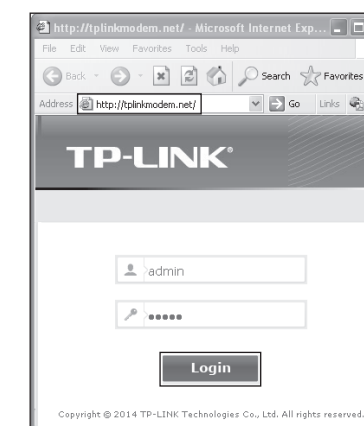 http://tplinkmodem.net/ - Microsoft Internet Exp...
File Edit View Favorites Tools Help
Back Search Favorites
Address http://tplinkmodem.net/ Go Links
TP-LINK®
admin
•••••
Login
Copyright © 2014 TP-LINK Technologies Co., Ltd. All rights reserved.